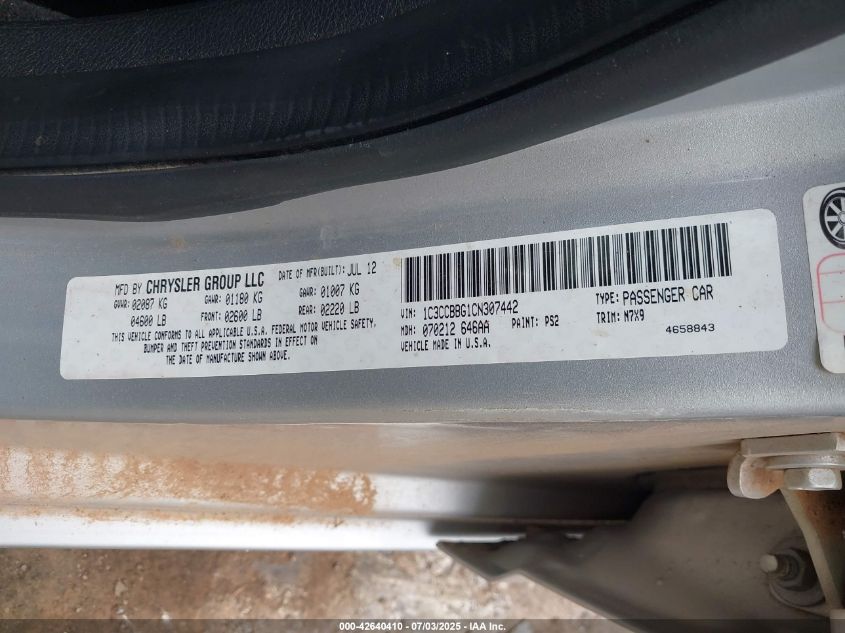 MFD BY CHRYSLER GROUP LLC DATE OF MFR(BUILT): JUL 12
GVWR: 02087 KG GAWR: 01180 KG GAWR: 01007 KG
04600 LB FRONT: 02600 LB REAR: 02220 LB
THIS VEHICLE CONFORMS TO ALL APPLICABLE U.S.A. FEDERAL MOTOR VEHICLE SAFETY,
BUMPER AND THEFT PREVENTION STANDARDS IN EFFECT ON
THE DATE OF MANUFACTURE SHOWN ABOVE.
VIN: 1C3CCBBG1CN307442 TYPE: PASSENGER CAR
MDH: 070212 646AA PAINT: PS2 TRIM: N7X9
VEHICLE MADE IN U.S.A. 4658843
000-42640410 - 07/03/2025 - IAA Inc.